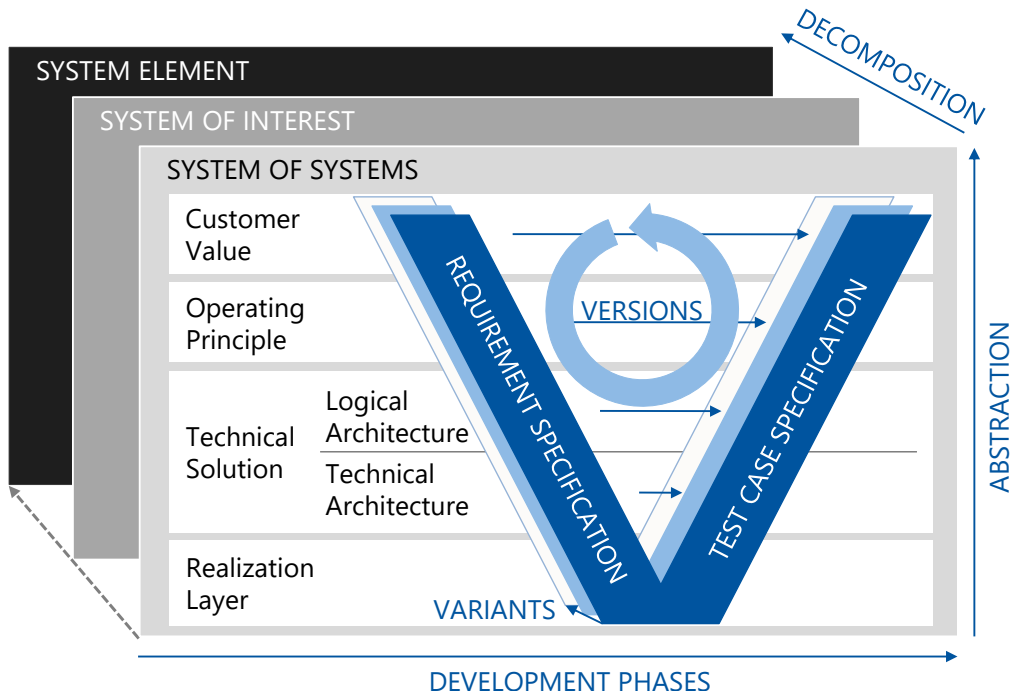 DECOMPOSITION
SYSTEM ELEMENT
SYSTEM OF INTEREST
SYSTEM OF SYSTEMS
Customer
Value
Operating
Principle
Technical
Solution
Logical
Architecture
Technical
Architecture
Realization
Layer
REQUIREMENT SPECIFICATION
VERSIONS
TEST CASE SPECIFICATION
VARIANTS
ABSTRACTION
DEVELOPMENT PHASES